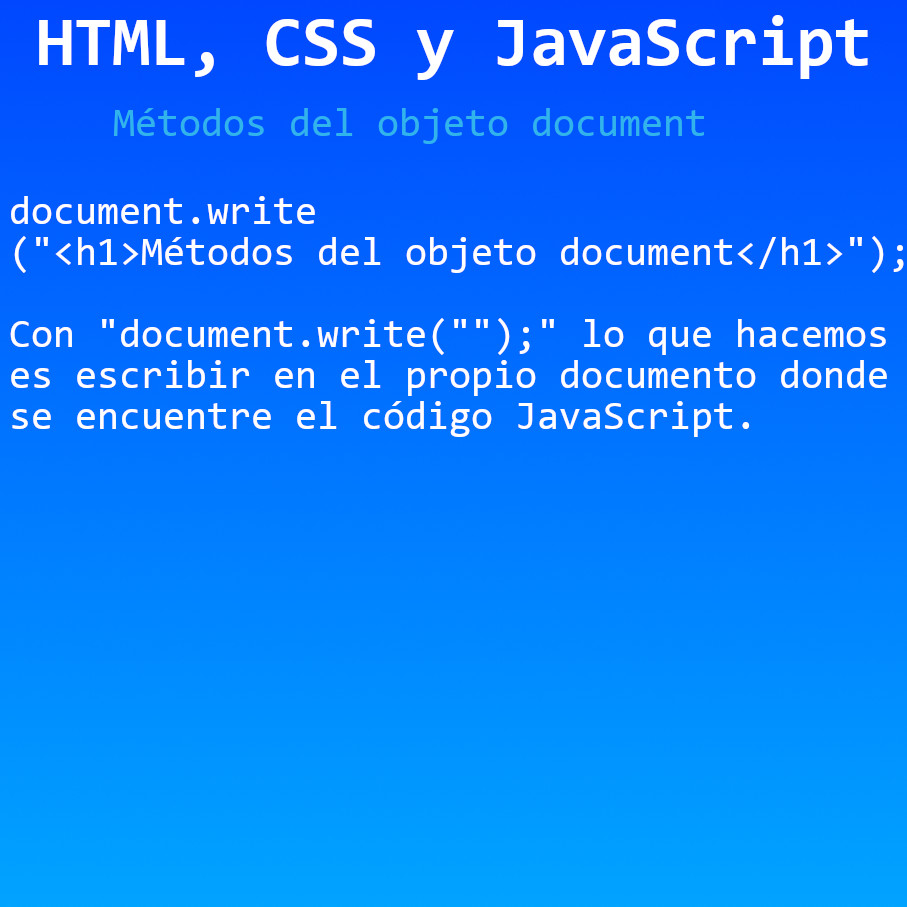 HTML, CSS y JavaScript
Métodos del objeto document
document.write
("<h1>Métodos del objeto document</h1>");
Con "document.write("");" lo que hacemos
es escribir en el propio documento donde
se encuentre el código JavaScript.